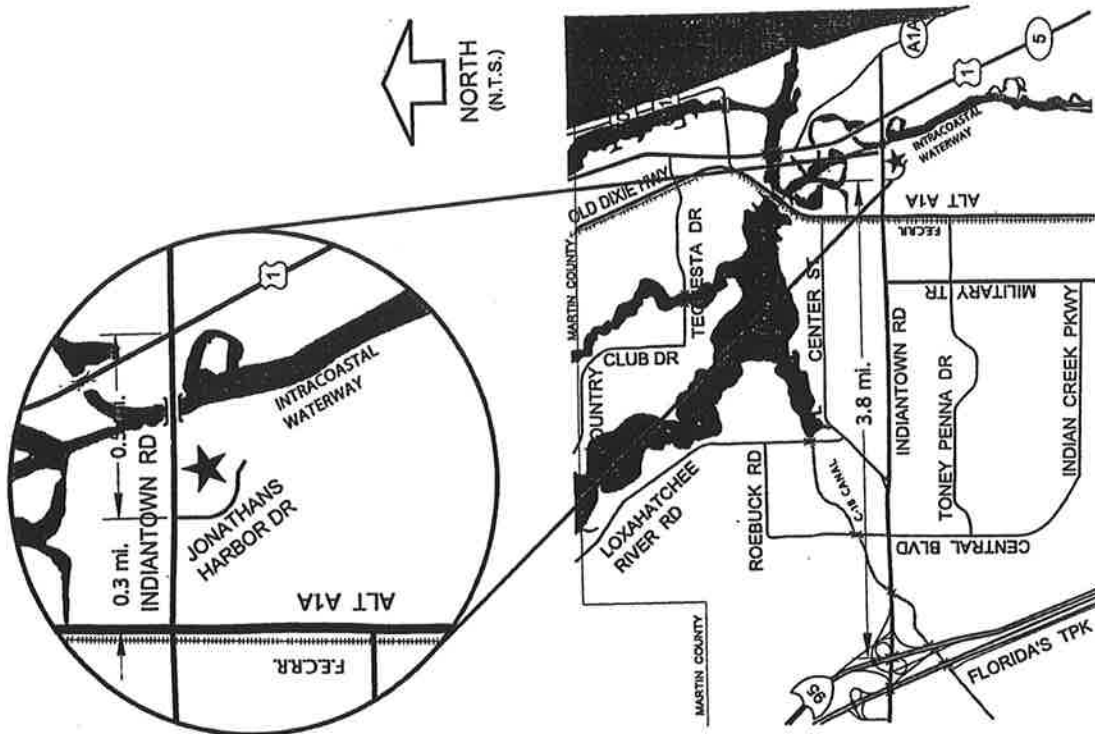 NORTH
(N.T.S.)
0.3 mi.
INDIANTOWN RD
JONATHANS
HARBOR DR
INTRACOASTAL
WATERWAY
1
ALT A1A
F.E.C.R.R.
MARTIN COUNTY
OLD DIXIE HWY
A1A
5
1
INTRACOASTAL
WATERWAY
ALT A1A
F.E.C.R.R.
TEQUESTA DR
COUNTRY
CLUB DR
CENTER ST
3.8 mi.
INDIANTOWN RD
MILITARY TR
TONEY PENNA DR
INDIAN CREEK PKWY
CENTRAL BLVD
LOXAHATCHEE
RIVER RD
ROEBUCK RD
C-18 CANAL
MARTIN COUNTY
95
FLORIDA'S TPK